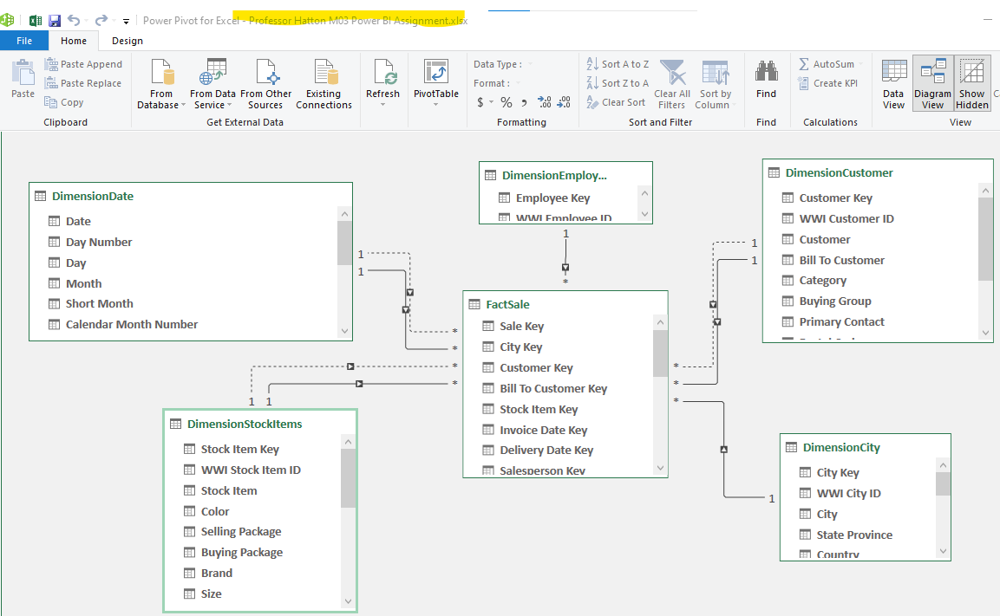 Power Pivot for Excel - Professor Hatton M03 Power BI Assignment.xlsx
File Home Design
Paste
Paste Append
Paste Replace
Copy
Clipboard
From Database
From Data Service
From Other Sources
Existing Connections
Get External Data
Refresh
PivotTable
Data Type :
Format :
$ % , .00 .00
Formatting
Sort A to Z
Sort Z to A
Clear Sort
Clear All Filters
Sort by Column
Sort and Filter
Find
Find
AutoSum
Create KPI
Calculations
Data View
Diagram View
Show Hidden
View
DimensionDate
Date
Day Number
Day
Month
Short Month
Calendar Month Number
1
1
DimensionEmploy...
Employee Key
WWI Employee ID
1
*
DimensionCustomer
Customer Key
WWI Customer ID
Customer
Bill To Customer
Category
Buying Group
Primary Contact
1
1
FactSale
Sale Key
City Key
Customer Key
Bill To Customer Key
Stock Item Key
Invoice Date Key
Delivery Date Key
Salesperson Key
*
*
*
*
*
*
*
1 1
DimensionStockItems
Stock Item Key
WWI Stock Item ID
Stock Item
Color
Selling Package
Buying Package
Brand
Size
1
DimensionCity
City Key
WWI City ID
City
State Province
Country